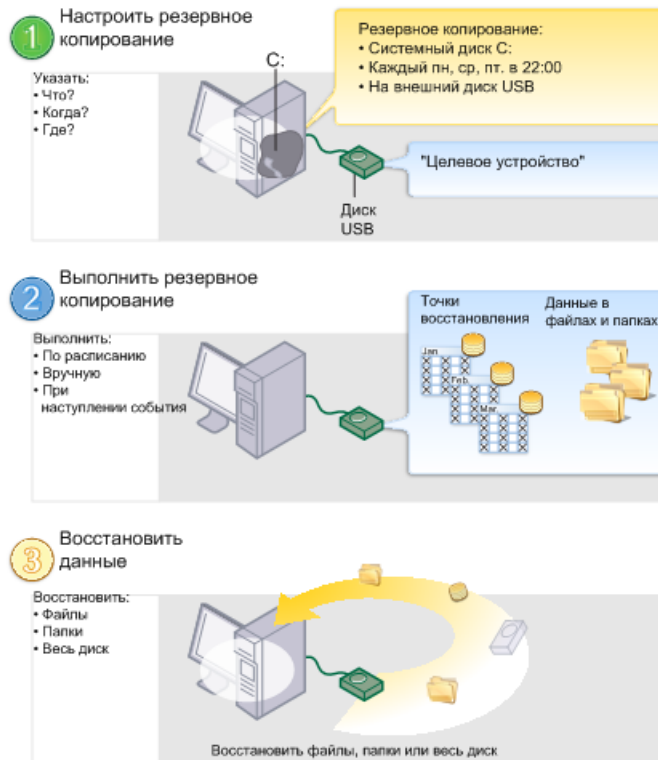 1
Настроить резервное
копирование
Указать:
• Что?
• Когда?
• Где?
C:
Резервное копирование:
• Системный диск C:
• Каждый пн, ср, пт. в 22:00
• На внешний диск USB
"Целевое устройство"
Диск
USB
2
Выполнить резервное
копирование
Выполнить:
• По расписанию
• Вручную
• При
наступлении события
Точки
восстановления
Данные в
файлах и папках
Jan
Feb
Mar
3
Восстановить
данные
Восстановить:
• Файлы
• Папки
• Весь диск
Восстановить файлы, папки или весь диск